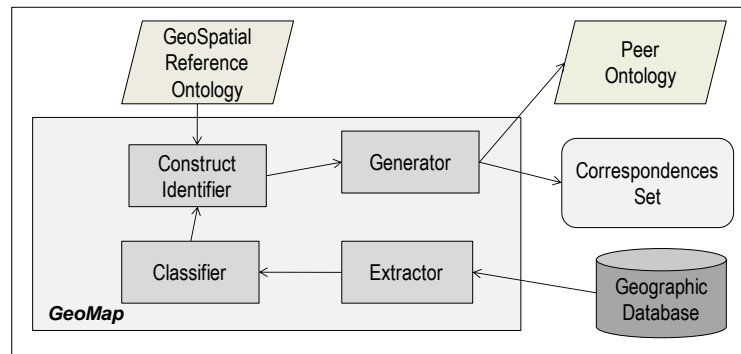 GeoSpatial
Reference
Ontology
Peer
Ontology
Construct
Identifier
Generator
Correspondences
Set
Classifier
Extractor
Geographic
Database
GeoMap